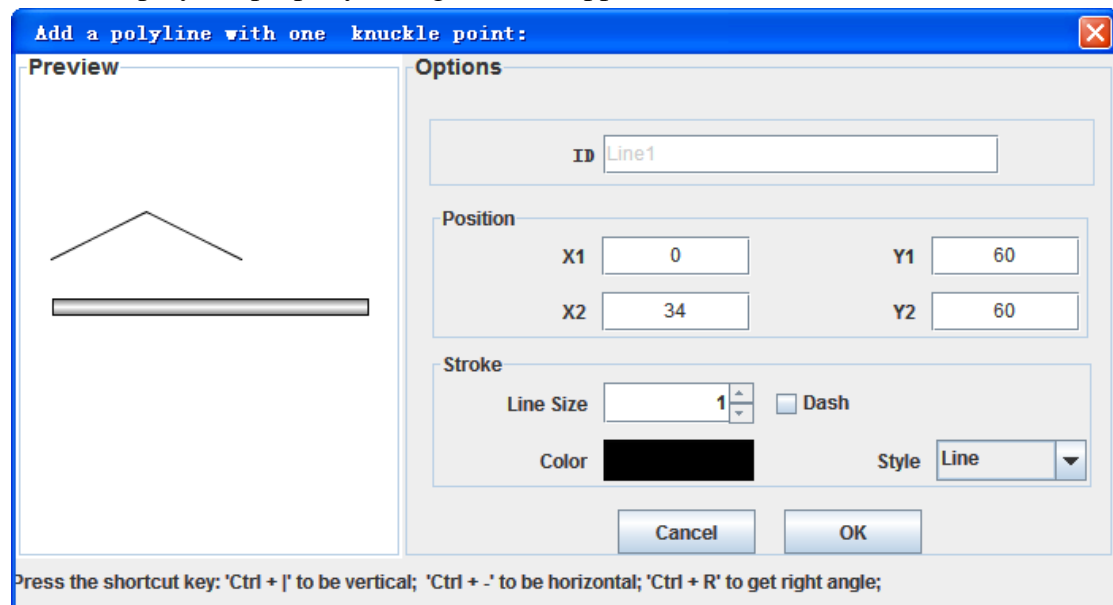 Add a polyline with one  knuckle point:
Preview
Options
ID Line1
Position
X1 0 Y1 60
X2 34 Y2 60
Stroke
Line Size 1 Dash
Color Style Line
Cancel OK
Press the shortcut key: 'Ctrl + |' to be vertical;  'Ctrl + -' to be horizontal; 'Ctrl + R' to get right angle;